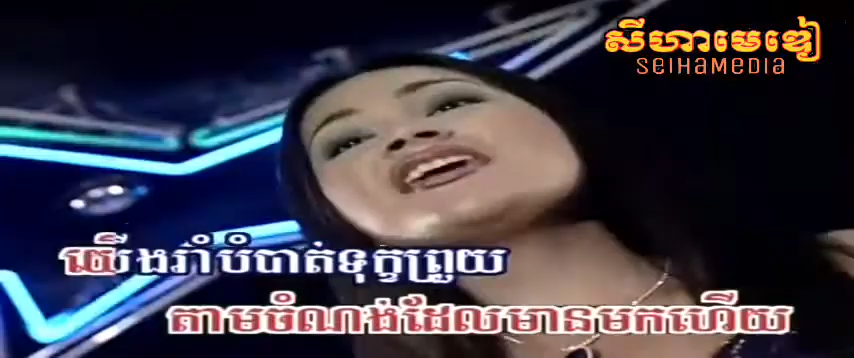 សីហាមេឌៀ
SEIHAMEDIA
យើងរាំបំបាត់ទុក្ខព្រួយ
តាមចំណង់ដែលមានមកហើយ